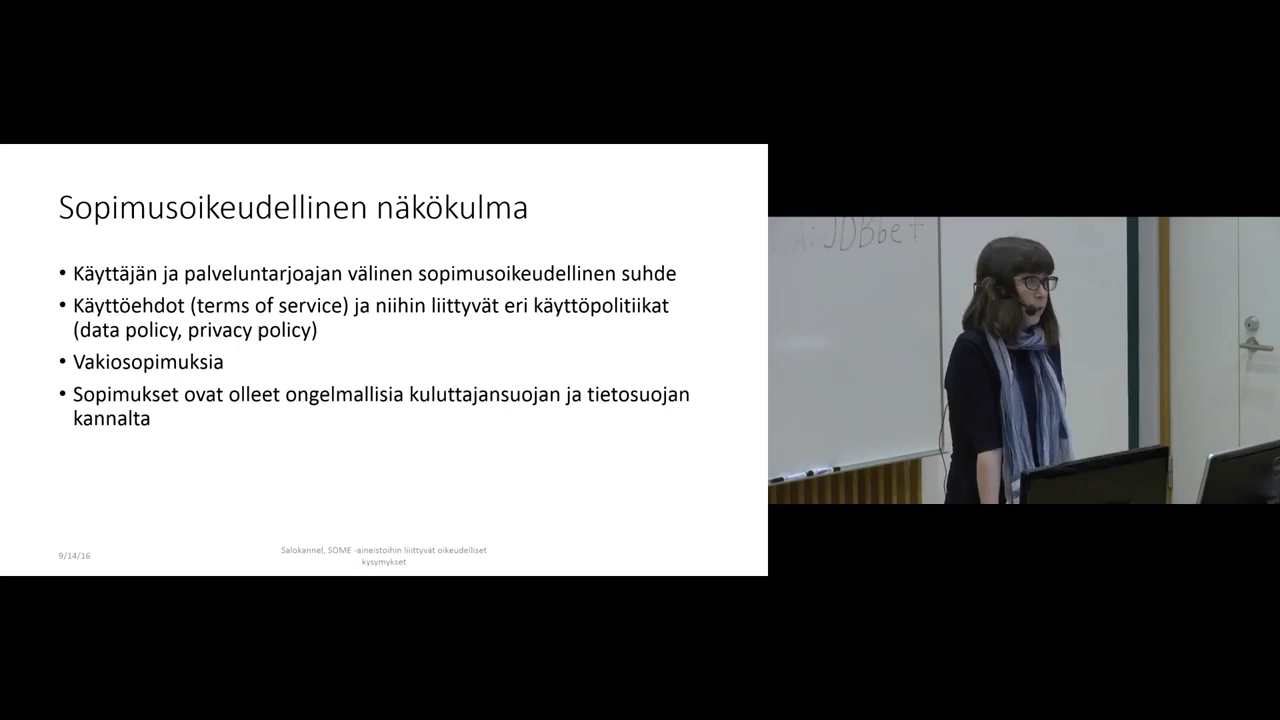 Sopimusoikeudellinen näkökulma
• Käyttäjän ja palveluntarjoajan välinen sopimusoikeudellinen suhde
• Käyttöehdot (terms of service) ja niihin liittyvät eri käyttöpolitiikat
(data policy, privacy policy)
• Vakiosopimuksia
• Sopimukset ovat olleet ongelmallisia kuluttajansuojan ja tietosuojan
kannalta
9/14/16
Salokannel, SOME -aineistoihin liiittyvät oikeudelliset
kysymykset